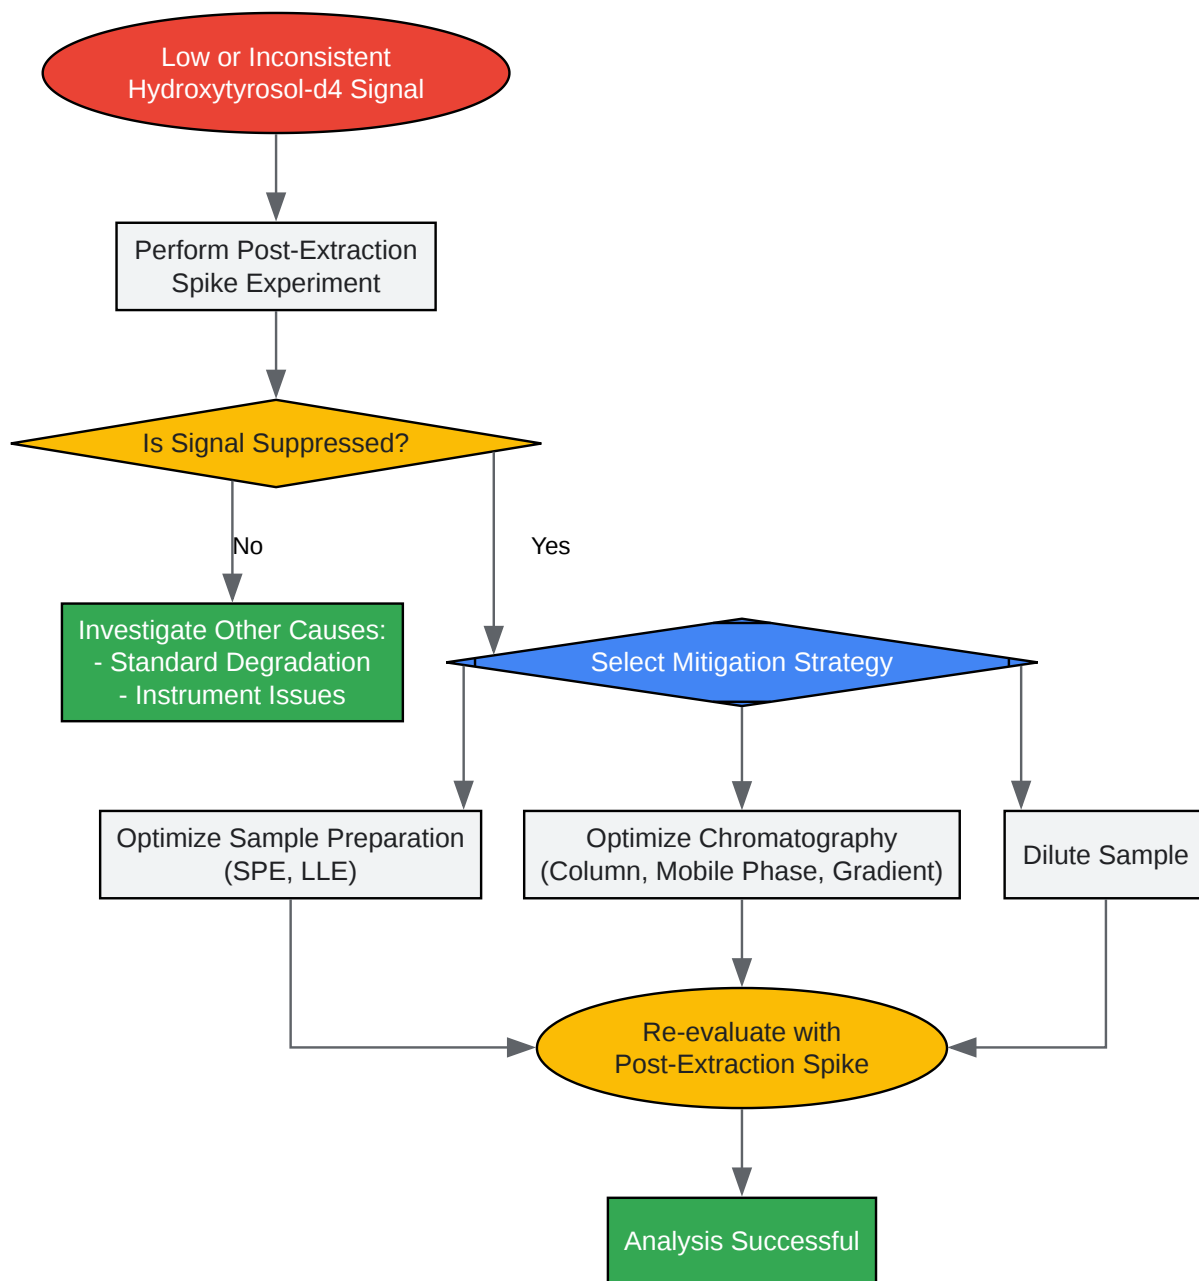 Low or Inconsistent
Hydroxytyrosol-d4 Signal
Perform Post-Extraction
Spike Experiment
Is Signal Suppressed?
No
Yes
Investigate Other Causes:
- Standard Degradation
- Instrument Issues
Select Mitigation Strategy
Optimize Sample Preparation
(SPE, LLE)
Optimize Chromatography
(Column, Mobile Phase, Gradient)
Dilute Sample
Re-evaluate with
Post-Extraction Spike
Analysis Successful